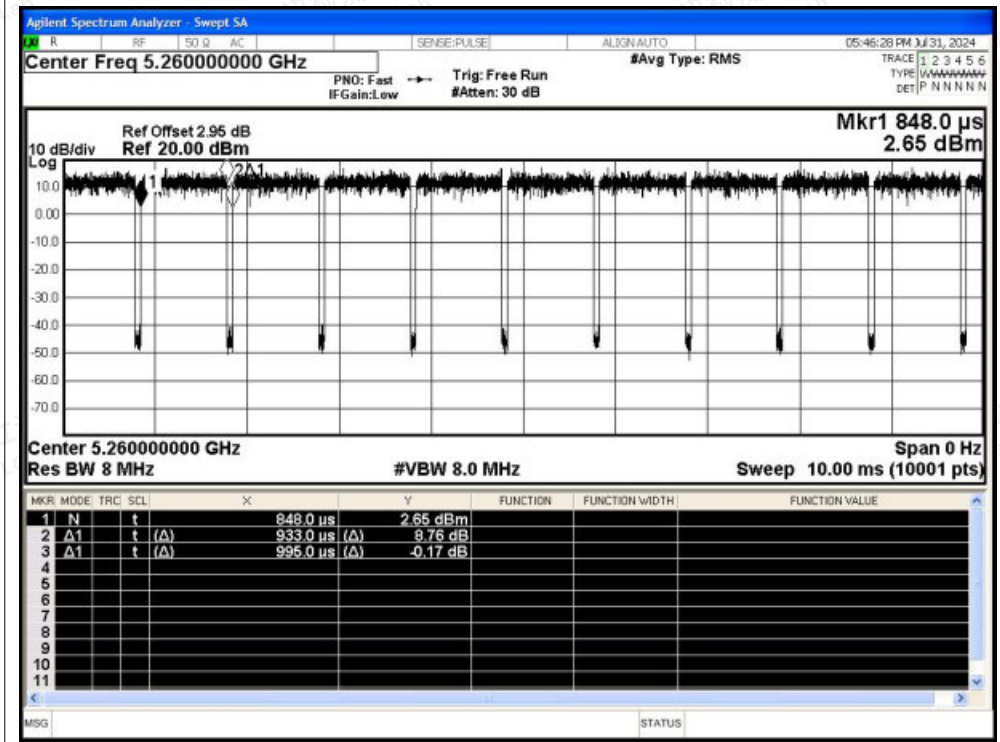 Agilent Spectrum Analyzer - Swept SA
R RF 50 Ω AC SENSE:PULSE ALIGN AUTO 05:46:28 PM Jul 31, 2024
Center Freq 5.260000000 GHz #Avg Type: RMS TRACE 1 2 3 4 5 6
PNO: Fast Trig: Free Run TYPE
IFGain:Low #Atten: 30 dB DET P N N N N N
Mkr1 848.0 µs
2.65 dBm
Ref Offset 2.95 dB
10 dB/div Ref 20.00 dBm
Log
1 2Δ1
10.0
0.00
-10.0
-20.0
-30.0
-40.0
-50.0
-60.0
-70.0
Center 5.260000000 GHz Span 0 Hz
Res BW 8 MHz #VBW 8.0 MHz Sweep 10.00 ms (10001 pts)
MKR MODE TRC SCL X Y FUNCTION FUNCTION WIDTH FUNCTION VALUE
1 N t 848.0 µs 2.65 dBm
2 Δ1 t (Δ) 933.0 µs (Δ) 8.76 dB
3 Δ1 t (Δ) 995.0 µs (Δ) -0.17 dB
4
5
6
7
8
9
10
11
MSG STATUS